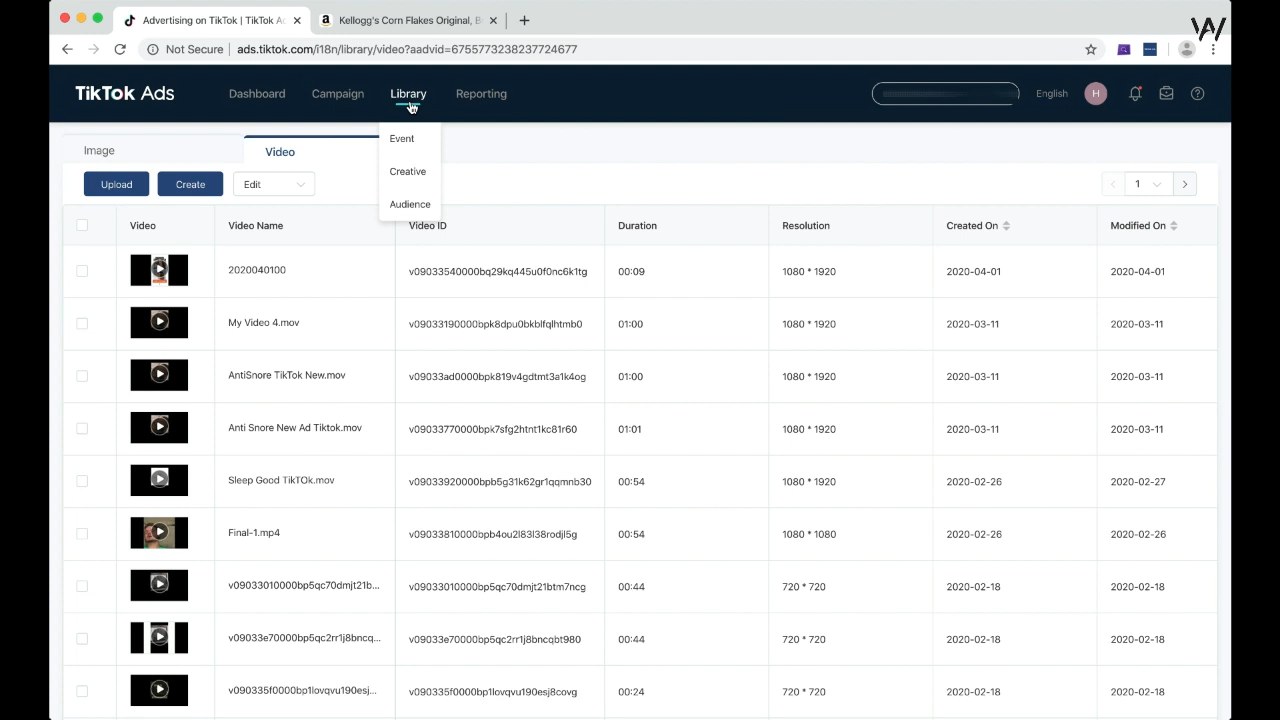 Advertising on TikTok | TikTok Ac
Kellogg's Corn Flakes Original, B
Not Secure | ads.tiktok.com/i18n/library/video?aadvid=6755773238237724677
TikTok Ads
Dashboard
Campaign
Library
Reporting
English
H
Event
Creative
Audience
Image
Video
Upload
Create
Edit
1
Video
Video Name
Video ID
Duration
Resolution
Created On
Modified On
2020040100 v09033540000bq29kq445u0f0nc6k1tg 00:09 1080 * 1920 2020-04-01 2020-04-01
My Video 4.mov v09033190000bpk8dpu0bkblfqlhtmb0 01:00 1080 * 1920 2020-03-11 2020-03-11
AntiSnore TikTok New.mov v09033ad0000bpk819v4gdtmt3a1k4og 01:00 1080 * 1920 2020-03-11 2020-03-11
Anti Snore New Ad Tiktok.mov v09033770000bpk7sfg2htnt1kc81r60 01:01 1080 * 1920 2020-03-11 2020-03-11
Sleep Good TikTOk.mov v09033920000bpb5g31k62gr1qqmnb30 00:54 1080 * 1920 2020-02-26 2020-02-27
Final-1.mp4 v09033810000bpb4ou2l83l38rodjl5g 00:54 1080 * 1080 2020-02-26 2020-02-26
v09033010000bp5qc70dmjt21b... v09033010000bp5qc70dmjt21btm7ncg 00:44 720 * 720 2020-02-18 2020-02-18
v09033e70000bp5qc2rr1j8bncq... v09033e70000bp5qc2rr1j8bncqbt980 00:44 720 * 720 2020-02-18 2020-02-18
v090335f0000bp1lovqvu190esj... v090335f0000bp1lovqvu190esj8covg 00:24 720 * 720 2020-02-18 2020-02-18